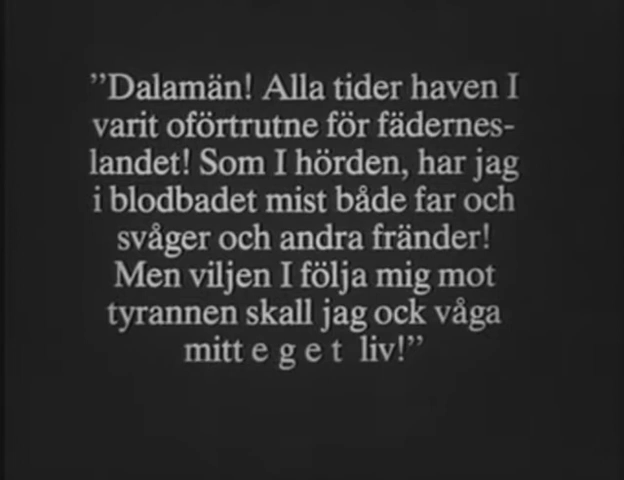 ”Dalamän! Alla tider haven I
varit oförtrutne för fädernes-
landet! Som I hörden, har jag
i blodbadet mist både far och
svåger och andra fränder!
Men viljen I följa mig mot
tyrannen skall jag ock våga
mitt e g e t liv!”